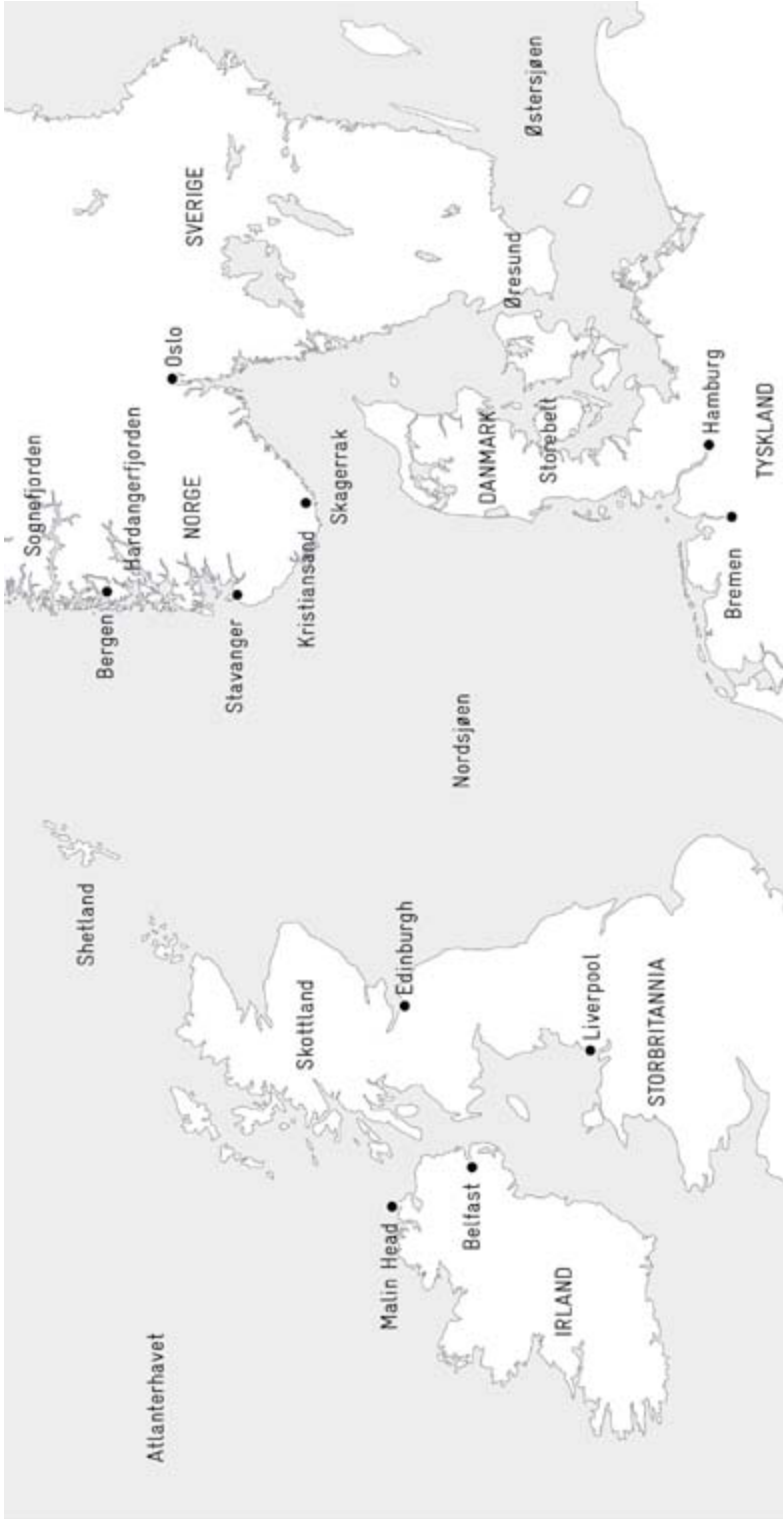 Atlanterhavet
Shetland
Sognefjorden
Bergen
Hardangerfjorden
Oslo
NORGE
SVERIGE
Stavanger
Skottland
Kristiansand
Skagerrak
Malin Head
Edinburgh
Nordsjøen
Belfast
DANMARK
Øresund
Østersjøen
Storebelt
IRLAND
Liverpool
STORBRITANNIA
Hamburg
Bremen
TYSKLAND